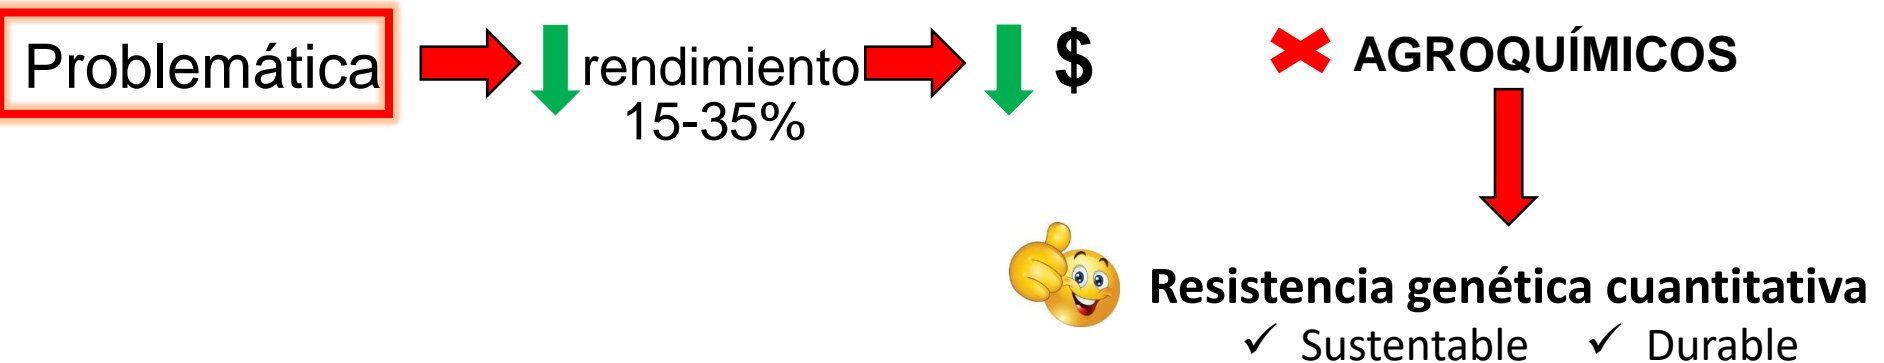 Problemática
rendimiento
15-35%
$
AGROQUÍMICOS
Resistencia genética cuantitativa
✓ Sustentable ✓ Durable